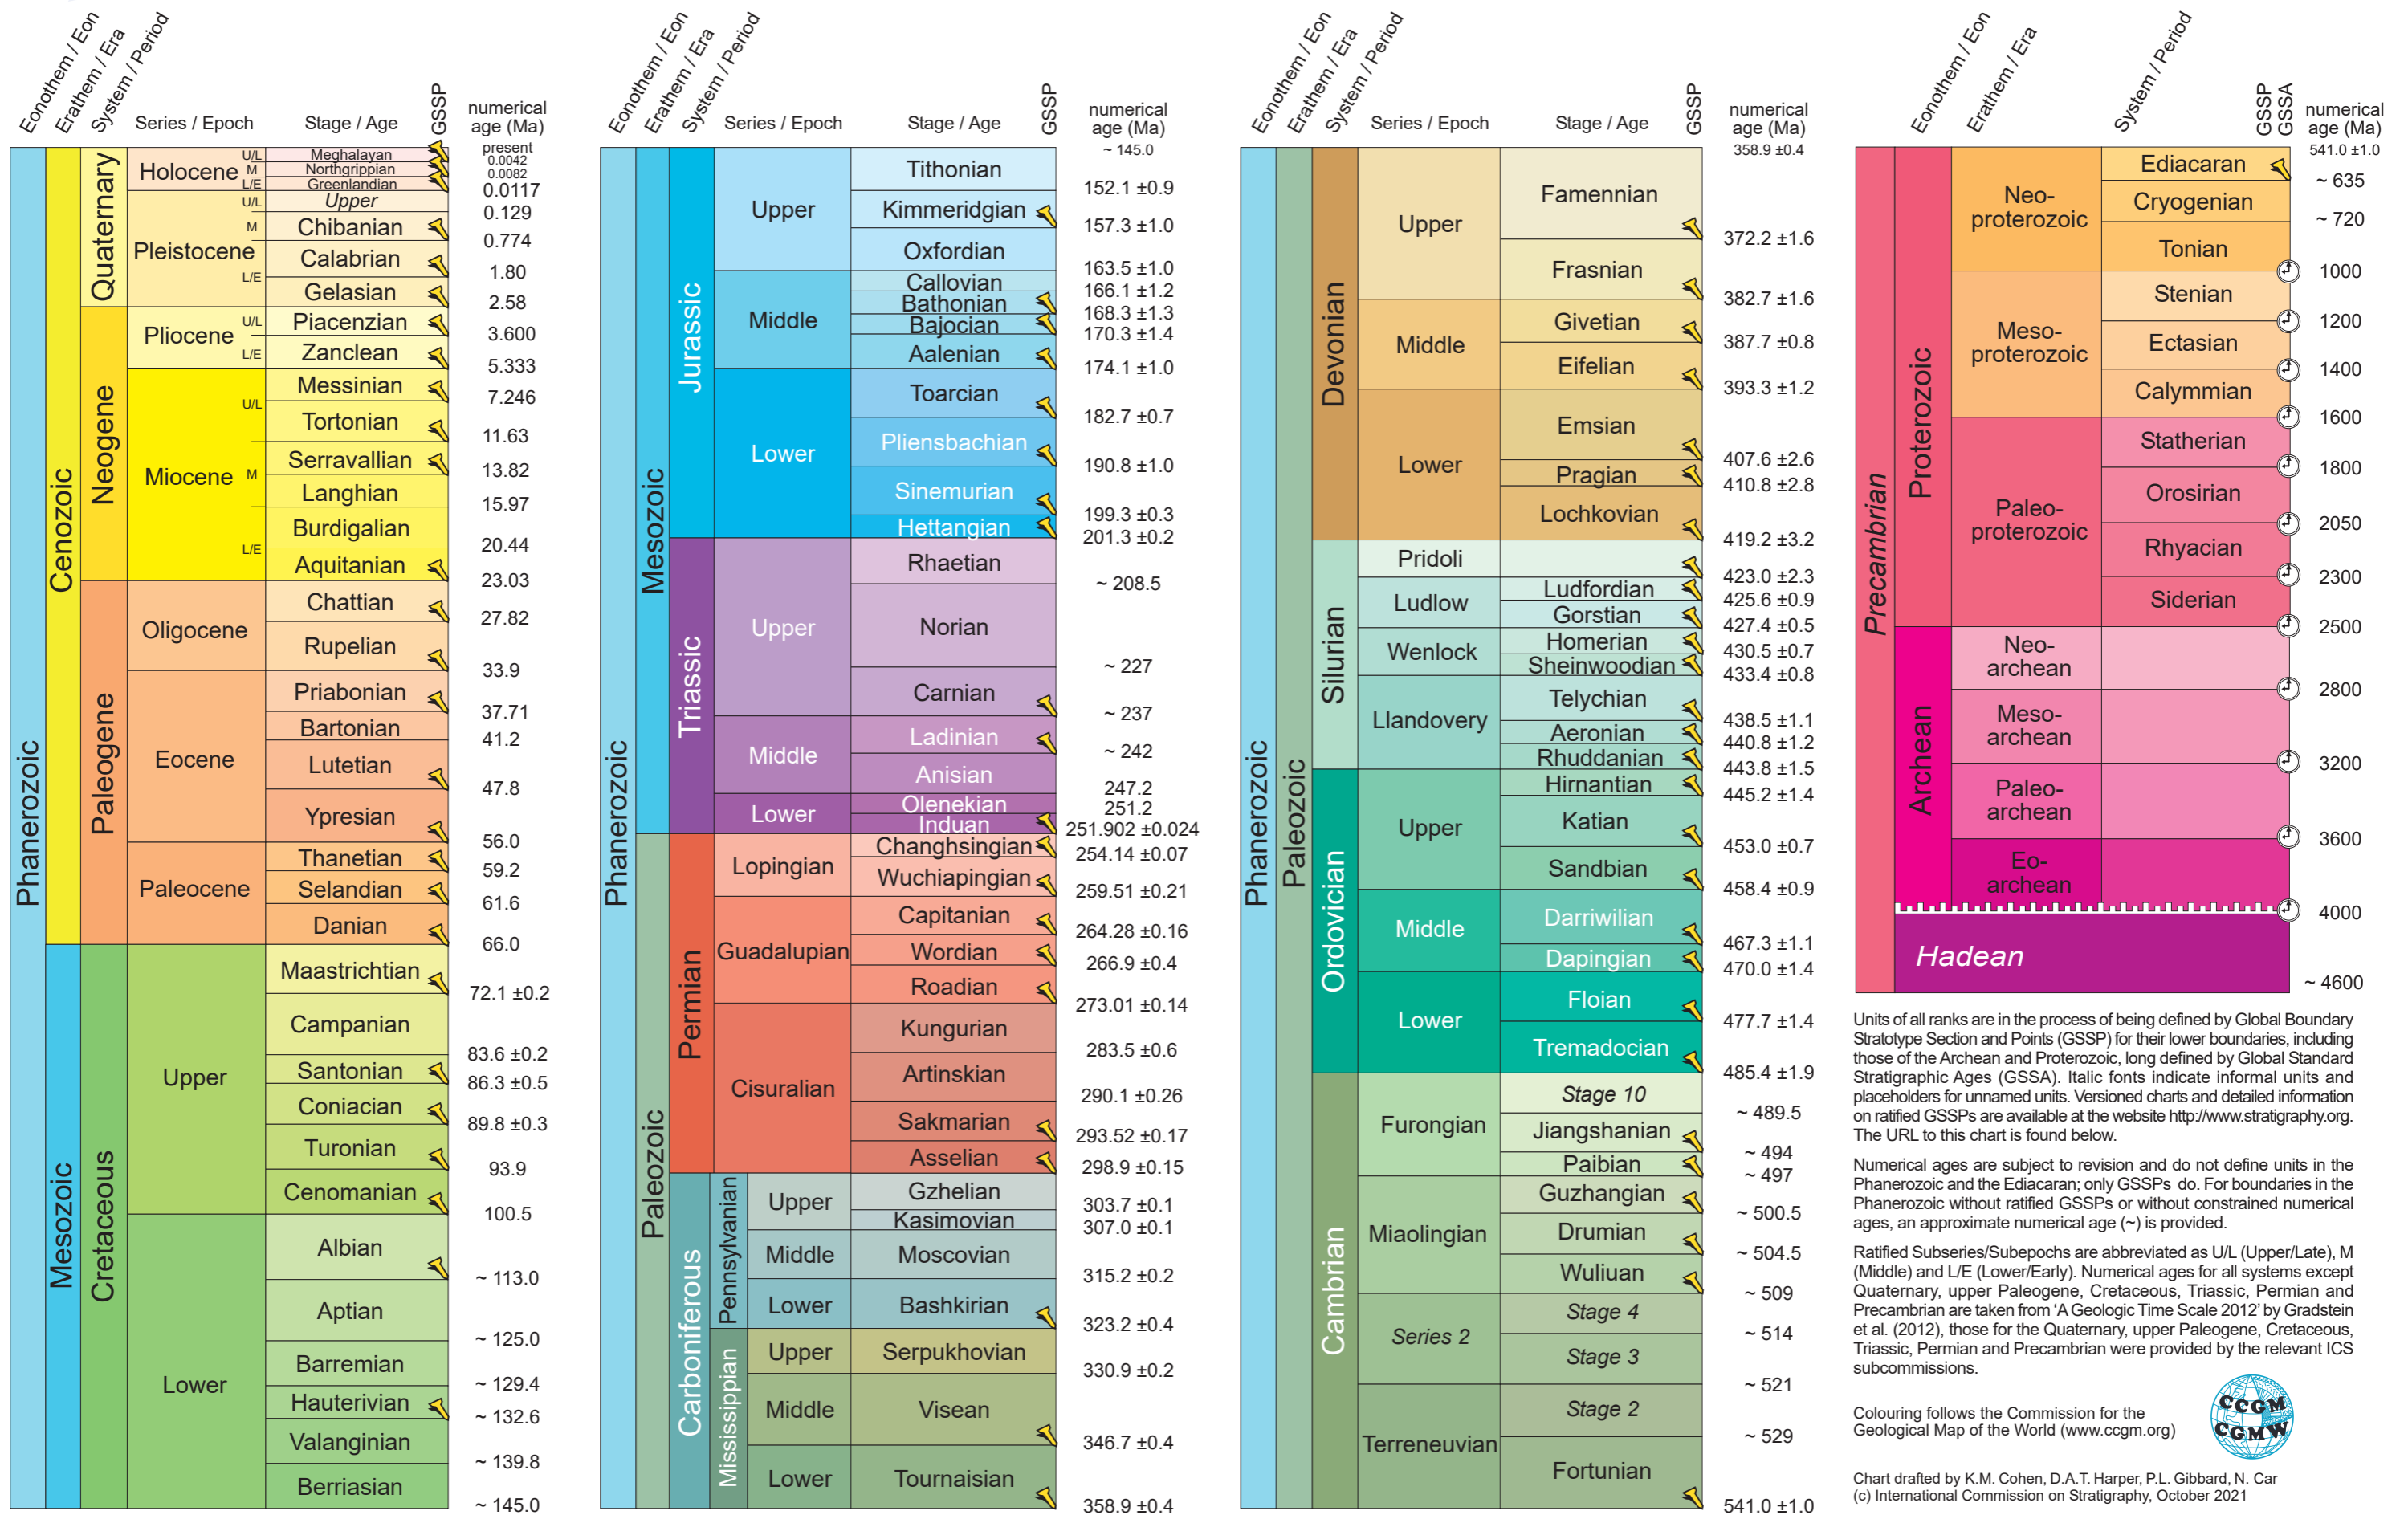 Eonothem / Eon
Erathem / Era
System / Period
Series / Epoch
Stage / Age
GSSP
numerical
age (Ma)
Phanerozoic
Cenozoic
Mesozoic
Quaternary
Neogene
Paleogene
Cretaceous
present
Holocene
U/L
Meghalayan
0.0042
M
Northgrippian
0.0082
L/E
Greenlandian
0.0117
Pleistocene
U/L
Upper
0.129
M
Chibanian
0.774
L/E
Calabrian
1.80
Gelasian
2.58
Pliocene
U/L
Piacenzian
3.600
L/E
Zanclean
5.333
Miocene
U/L
Messinian
7.246
Tortonian
11.63
M
Serravallian
13.82
Langhian
15.97
L/E
Burdigalian
20.44
Aquitanian
23.03
Oligocene
Chattian
27.82
Rupelian
33.9
Eocene
Priabonian
37.71
Bartonian
41.2
Lutetian
47.8
Ypresian
56.0
Paleocene
Thanetian
59.2
Selandian
61.6
Danian
66.0
Upper
Maastrichtian
72.1 ±0.2
Campanian
83.6 ±0.2
Santonian
86.3 ±0.5
Coniacian
89.8 ±0.3
Turonian
93.9
Cenomanian
100.5
Lower
Albian
~ 113.0
Aptian
~ 125.0
Barremian
~ 129.4
Hauterivian
~ 132.6
Valanginian
~ 139.8
Berriasian
~ 145.0
Eonothem / Eon
Erathem / Era
System / Period
Series / Epoch
Stage / Age
GSSP
numerical
age (Ma)
Phanerozoic
Mesozoic
Paleozoic
Jurassic
Triassic
Permian
Carboniferous
Pennsylvanian
Mississippian
~ 145.0
Upper
Tithonian
152.1 ±0.9
Kimmeridgian
157.3 ±1.0
Oxfordian
163.5 ±1.0
Middle
Callovian
166.1 ±1.2
Bathonian
168.3 ±1.3
Bajocian
170.3 ±1.4
Aalenian
174.1 ±1.0
Lower
Toarcian
182.7 ±0.7
Pliensbachian
190.8 ±1.0
Sinemurian
199.3 ±0.3
Hettangian
201.3 ±0.2
Upper
Rhaetian
~ 208.5
Norian
~ 227
Carnian
~ 237
Middle
Ladinian
~ 242
Anisian
247.2
Lower
Olenekian
251.2
Induan
251.902 ±0.024
Lopingian
Changhsingian
254.14 ±0.07
Wuchiapingian
259.51 ±0.21
Guadalupian
Capitanian
264.28 ±0.16
Wordian
266.9 ±0.4
Roadian
273.01 ±0.14
Cisuralian
Kungurian
283.5 ±0.6
Artinskian
290.1 ±0.26
Sakmarian
293.52 ±0.17
Asselian
298.9 ±0.15
Upper
Gzhelian
303.7 ±0.1
Kasimovian
307.0 ±0.1
Middle
Moscovian
315.2 ±0.2
Lower
Bashkirian
323.2 ±0.4
Upper
Serpukhovian
330.9 ±0.2
Middle
Visean
346.7 ±0.4
Lower
Tournaisian
358.9 ±0.4
Eonothem / Eon
Erathem / Era
System / Period
Series / Epoch
Stage / Age
GSSP
numerical
age (Ma)
Phanerozoic
Paleozoic
Devonian
Silurian
Ordovician
Cambrian
358.9 ±0.4
Upper
Famennian
372.2 ±1.6
Frasnian
382.7 ±1.6
Middle
Givetian
387.7 ±0.8
Eifelian
393.3 ±1.2
Lower
Emsian
407.6 ±2.6
Pragian
410.8 ±2.8
Lochkovian
419.2 ±3.2
Pridoli
423.0 ±2.3
Ludlow
Ludfordian
425.6 ±0.9
Gorstian
427.4 ±0.5
Wenlock
Homerian
430.5 ±0.7
Sheinwoodian
433.4 ±0.8
Llandovery
Telychian
438.5 ±1.1
Aeronian
440.8 ±1.2
Rhuddanian
443.8 ±1.5
Upper
Hirnantian
445.2 ±1.4
Katian
453.0 ±0.7
Sandbian
458.4 ±0.9
Middle
Darriwilian
467.3 ±1.1
Dapingian
470.0 ±1.4
Lower
Floian
477.7 ±1.4
Tremadocian
485.4 ±1.9
Furongian
Stage 10
~ 489.5
Jiangshanian
~ 494
Paibian
~ 497
Miaolingian
Guzhangian
~ 500.5
Drumian
~ 504.5
Wuliuan
~ 509
Series 2
Stage 4
~ 514
Stage 3
~ 521
Terreneuvian
Stage 2
~ 529
Fortunian
541.0 ±1.0
Eonothem / Eon
Erathem / Era
System / Period
GSSP
GSSA
numerical
age (Ma)
Precambrian
Proterozoic
Archean
541.0 ±1.0
Neo-
proterozoic
Ediacaran
~ 635
Cryogenian
~ 720
Tonian
1000
Meso-
proterozoic
Stenian
1200
Ectasian
1400
Calymmian
1600
Paleo-
proterozoic
Statherian
1800
Orosirian
2050
Rhyacian
2300
Siderian
2500
Neo-
archean
2800
Meso-
archean
3200
Paleo-
archean
3600
Eo-
archean
4000
Hadean
~ 4600
Units of all ranks are in the process of being defined by Global Boundary
Stratotype Section and Points (GSSP) for their lower boundaries, including
those of the Archean and Proterozoic, long defined by Global Standard
Stratigraphic Ages (GSSA). Italic fonts indicate informal units and
placeholders for unnamed units. Versioned charts and detailed information
on ratified GSSPs are available at the website http://www.stratigraphy.org.
The URL to this chart is found below.
Numerical ages are subject to revision and do not define units in the
Phanerozoic and the Ediacaran; only GSSPs do. For boundaries in the
Phanerozoic without ratified GSSPs or without constrained numerical
ages, an approximate numerical age (~) is provided.
Ratified Subseries/Subepochs are abbreviated as U/L (Upper/Late), M
(Middle) and L/E (Lower/Early). Numerical ages for all systems except
Quaternary, upper Paleogene, Cretaceous, Triassic, Permian and
Precambrian are taken from 'A Geologic Time Scale 2012' by Gradstein
et al. (2012), those for the Quaternary, upper Paleogene, Cretaceous,
Triassic, Permian and Precambrian were provided by the relevant ICS
subcommissions.
Colouring follows the Commission for the
Geological Map of the World (www.ccgm.org)
CCGM
CGMW
Chart drafted by K.M. Cohen, D.A.T. Harper, P.L. Gibbard, N. Car
(c) International Commission on Stratigraphy, October 2021